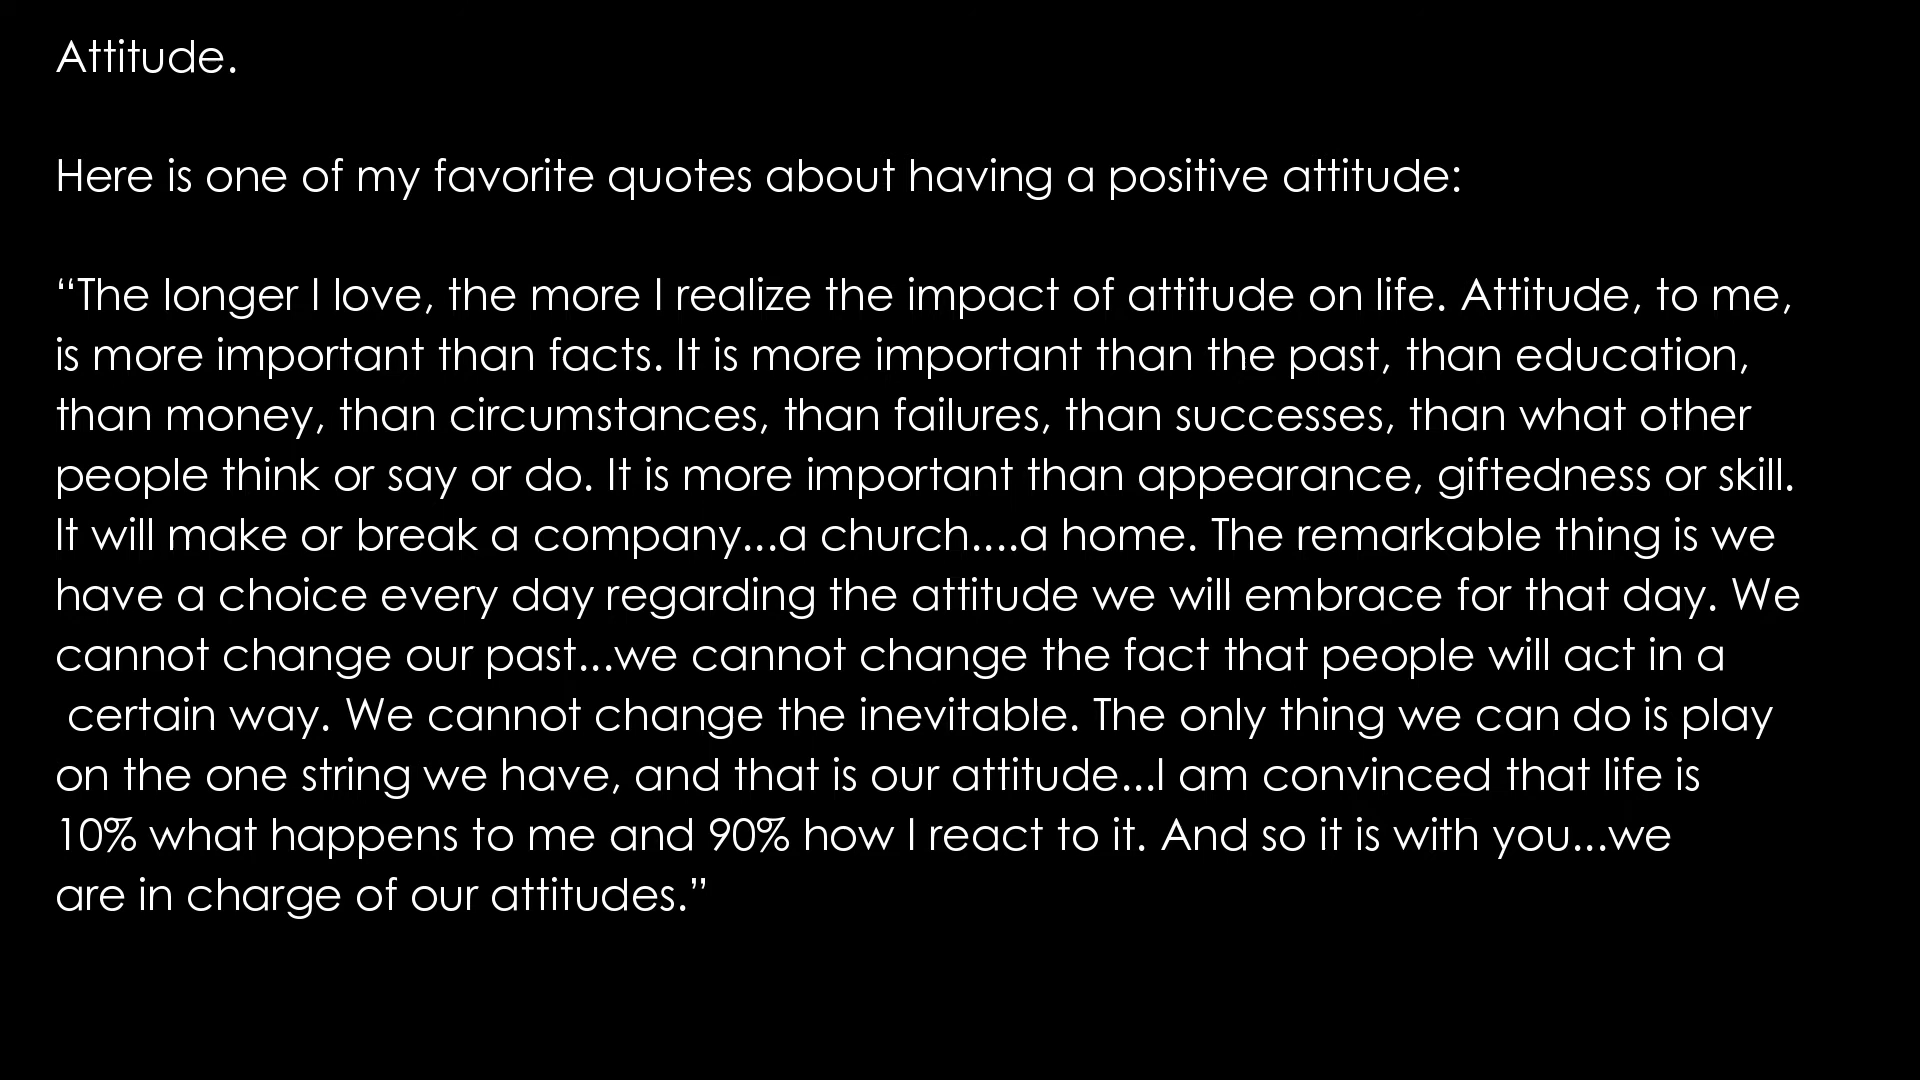 Attitude.
Here is one of my favorite quotes about having a positive attitude:
“The longer I love, the more I realize the impact of attitude on life. Attitude, to me,
is more important than facts. It is more important than the past, than education,
than money, than circumstances, than failures, than successes, than what other
people think or say or do. It is more important than appearance, giftedness or skill.
It will make or break a company...a church....a home. The remarkable thing is we
have a choice every day regarding the attitude we will embrace for that day. We
cannot change our past...we cannot change the fact that people will act in a
certain way. We cannot change the inevitable. The only thing we can do is play
on the one string we have, and that is our attitude...I am convinced that life is
10% what happens to me and 90% how I react to it. And so it is with you...we
are in charge of our attitudes.”